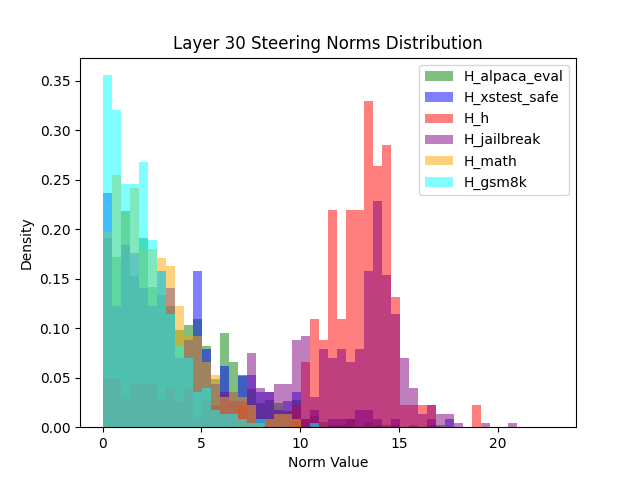 Layer 30 Steering Norms Distribution
H_alpaca_eval
H_xstest_safe
H_h
H_jailbreak
H_math
H_gsm8k
0.35
0.30
0.25
0.20
0.15
0.10
0.05
0.00
Density
0 5 10 15 20
Norm Value